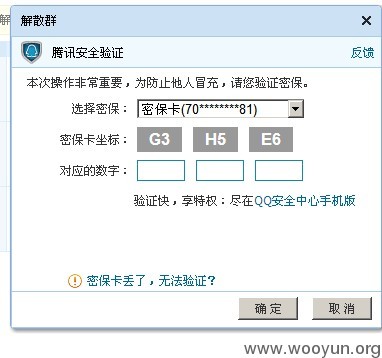 解散群
腾讯安全验证 反馈
本次操作非常重要，为防止他人冒充，请您验证密保。
选择密保： 密保卡(70********81)
密保卡坐标： G3 H5 E6
对应的数字：
验证快，享特权：尽在QQ安全中心手机版
密保卡丢了，无法验证？
确定 取消
www.wooyun.org